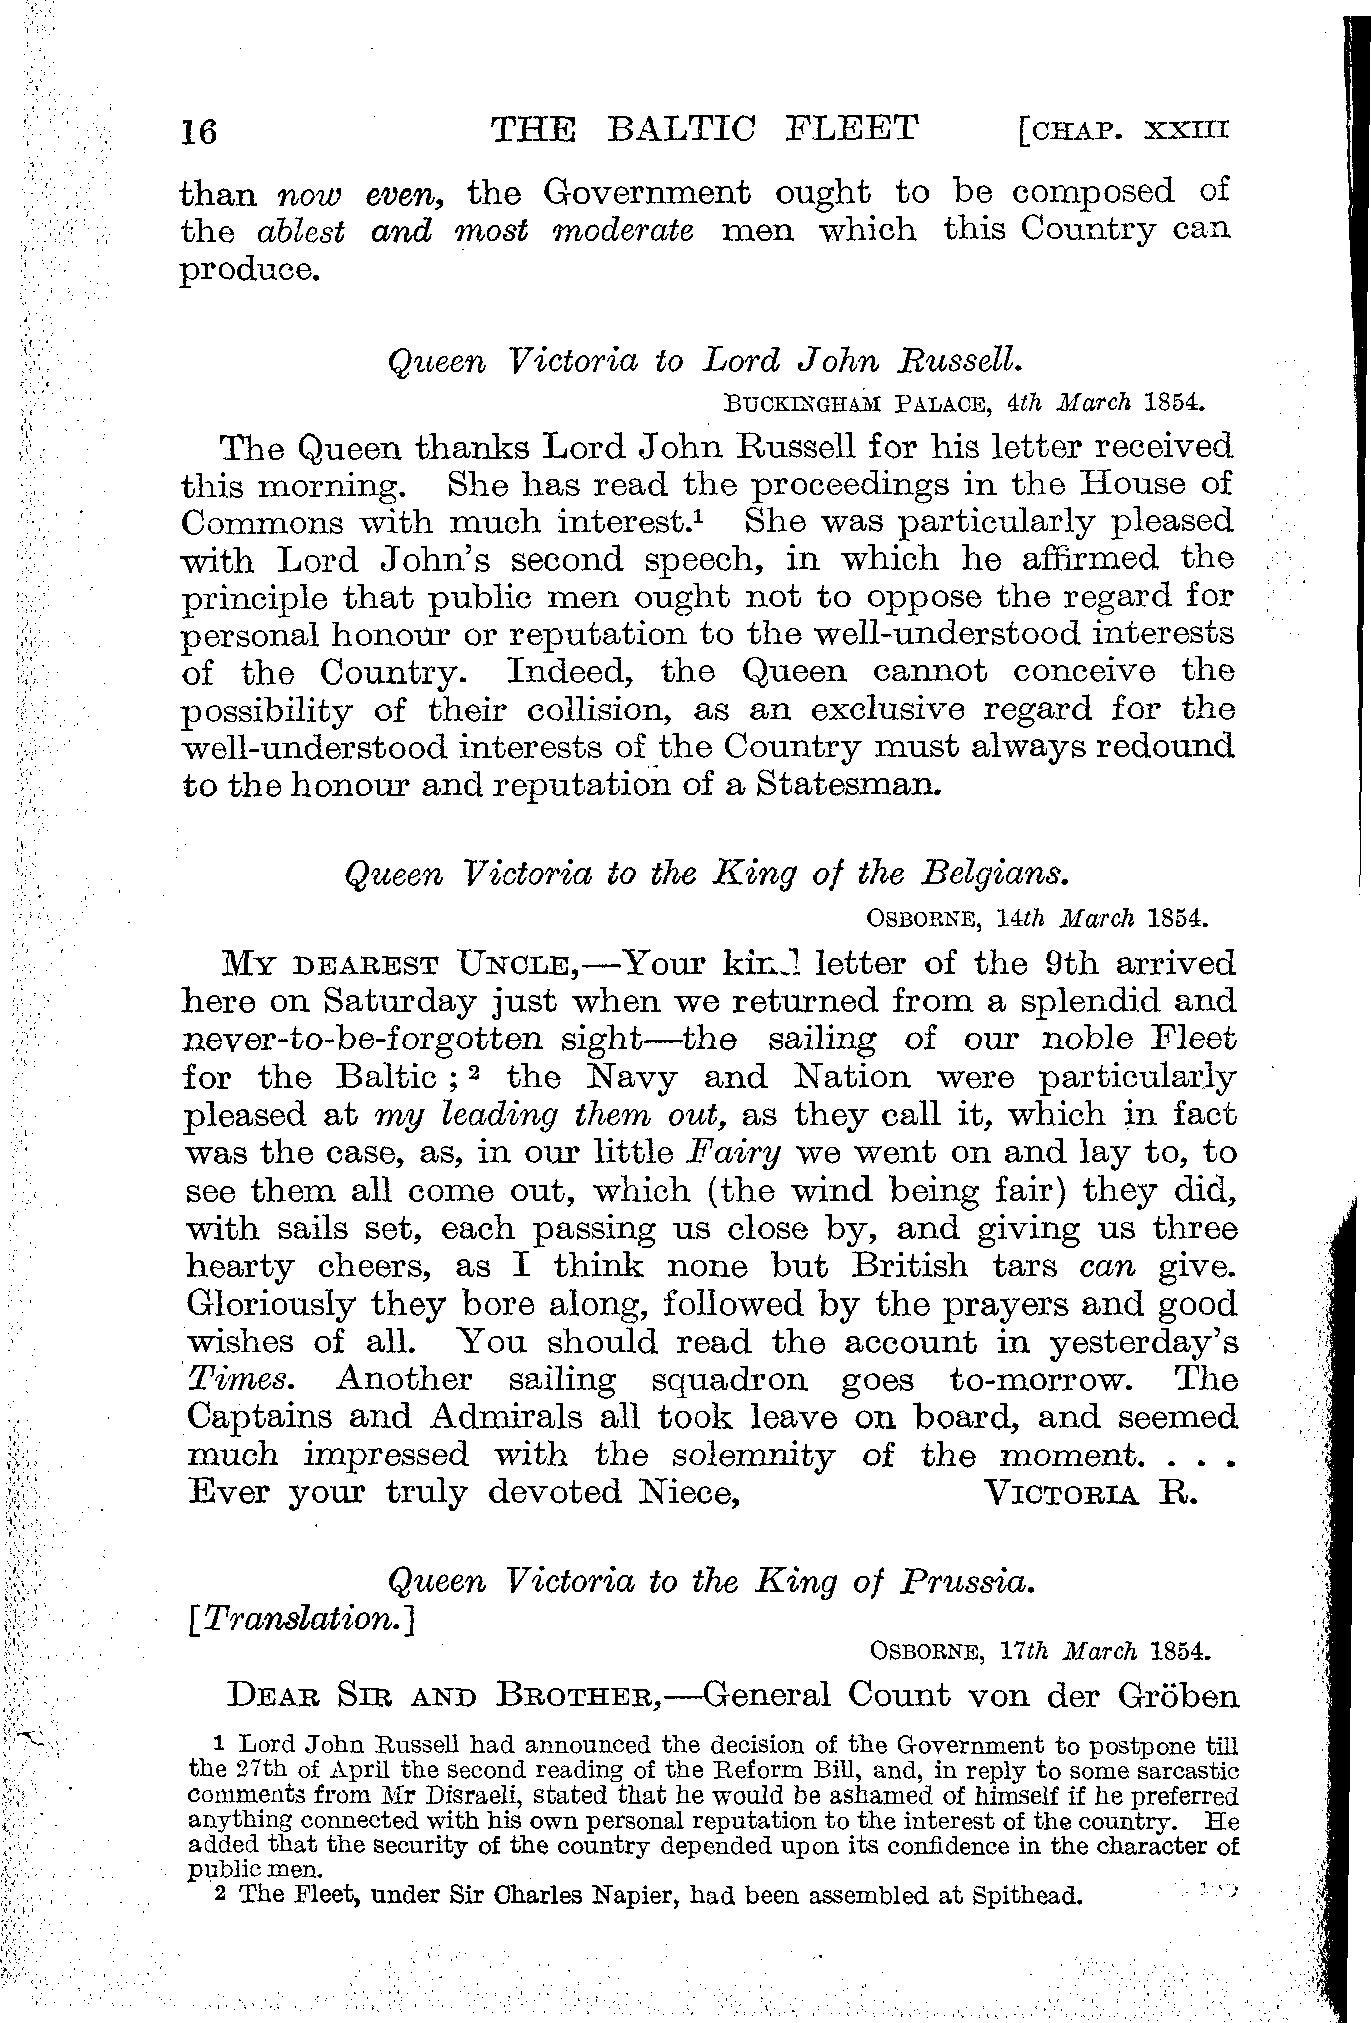 16 THE BALTIC FLEET [CHAP. XXIII
than now even, the Government ought to be composed of
the ablest and most moderate men which this Country can
produce.
Queen Victoria to Lord John Russell.
BUCKINGHAM PALACE, 4th March 1854.
The Queen thanks Lord John Russell for his letter received
this morning. She has read the proceedings in the House of
Commons with much interest.¹ She was particularly pleased
with Lord John's second speech, in which he affirmed the
principle that public men ought not to oppose the regard for
personal honour or reputation to the well-understood interests
of the Country. Indeed, the Queen cannot conceive the
possibility of their collision, as an exclusive regard for the
well-understood interests of the Country must always redound
to the honour and reputation of a Statesman.
Queen Victoria to the King of the Belgians.
OSBORNE, 14th March 1854.
MY DEAREST UNCLE,—Your kind letter of the 9th arrived
here on Saturday just when we returned from a splendid and
never-to-be-forgotten sight—the sailing of our noble Fleet
for the Baltic ; ² the Navy and Nation were particularly
pleased at my leading them out, as they call it, which in fact
was the case, as, in our little Fairy we went on and lay to, to
see them all come out, which (the wind being fair) they did,
with sails set, each passing us close by, and giving us three
hearty cheers, as I think none but British tars can give.
Gloriously they bore along, followed by the prayers and good
wishes of all. You should read the account in yesterday's
Times. Another sailing squadron goes to-morrow. The
Captains and Admirals all took leave on board, and seemed
much impressed with the solemnity of the moment. . . .
Ever your truly devoted Niece, VICTORIA R.
Queen Victoria to the King of Prussia.
[Translation.]
OSBORNE, 17th March 1854.
DEAR SIR AND BROTHER,—General Count von der Gröben
1 Lord John Russell had announced the decision of the Government to postpone till
the 27th of April the second reading of the Reform Bill, and, in reply to some sarcastic
comments from Mr Disraeli, stated that he would be ashamed of himself if he preferred
anything connected with his own personal reputation to the interest of the country. He
added that the security of the country depended upon its confidence in the character of
public men.
2 The Fleet, under Sir Charles Napier, had been assembled at Spithead.